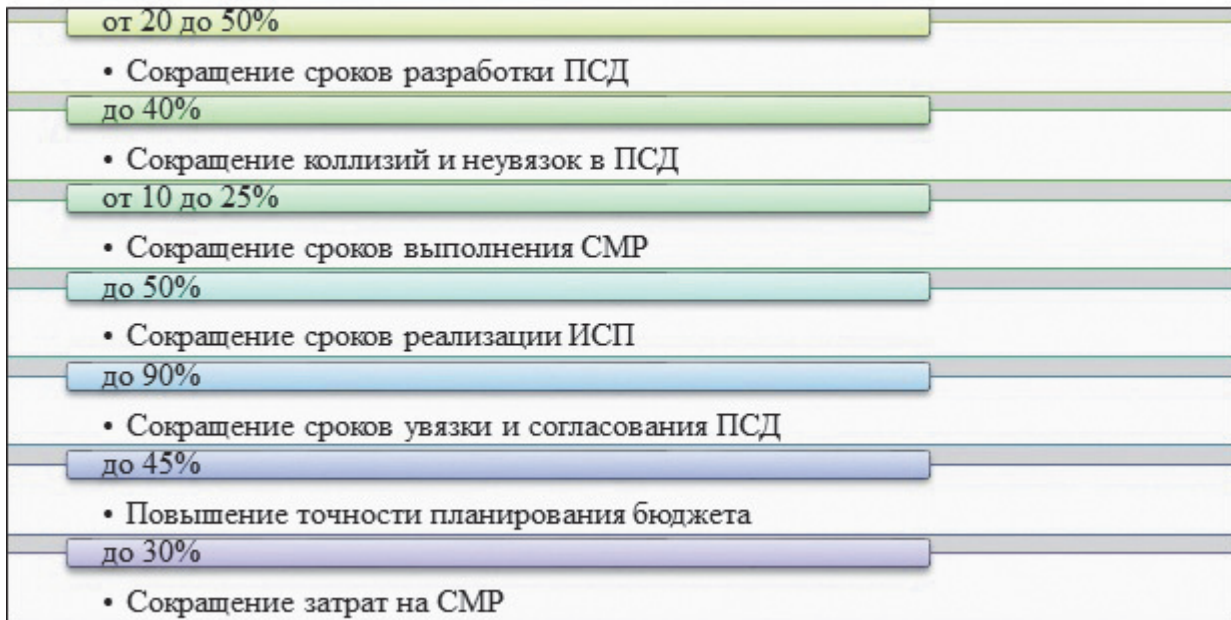 от 20 до 50%
• Сокращение сроков разработки ПСД
до 40%
• Сокращение коллизий и неувязок в ПСД
от 10 до 25%
• Сокращение сроков выполнения СМР
до 50%
• Сокращение сроков реализации ИСП
до 90%
• Сокращение сроков увязки и согласования ПСД
до 45%
• Повышение точности планирования бюджета
до 30%
• Сокращение затрат на СМР